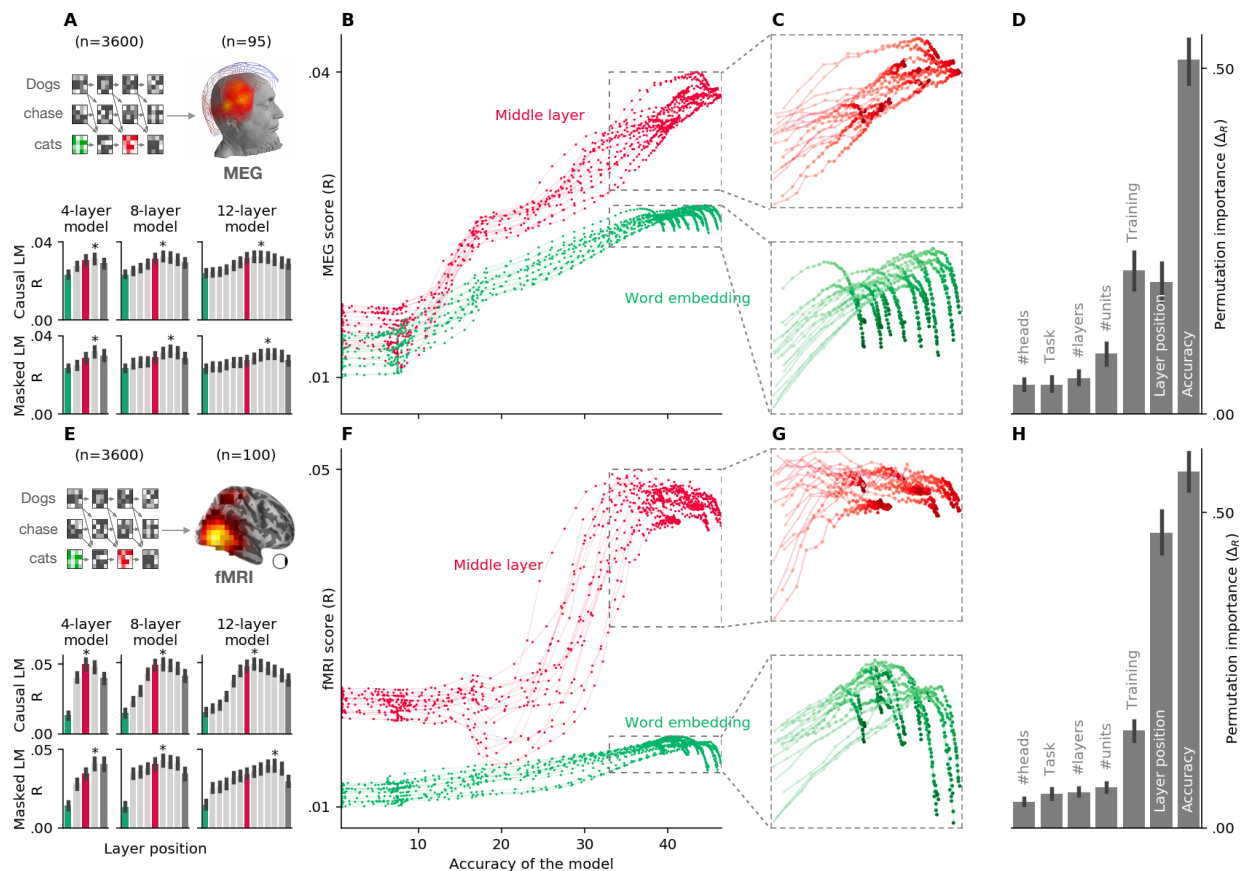 A
(n=3600)
(n=95)
Dogs
chase
cats
MEG
4-layer
model
8-layer
model
12-layer
model
Causal LM
R
.04
.00
*
*
*
Masked LM
R
.04
.00
*
*
*
B
MEG score (R)
.04
.01
Middle layer
Word embedding
C
D
#heads
Task
#layers
#units
Training
Layer position
Accuracy
.50
.00
Permutation importance (ΔR)
E
(n=3600)
(n=100)
Dogs
chase
cats
fMRI
4-layer
model
8-layer
model
12-layer
model
Causal LM
R
.05
.00
*
*
*
Masked LM
R
.05
.00
*
*
*
Layer position
F
fMRI score (R)
.05
.01
Middle layer
Word embedding
10
20
30
40
Accuracy of the model
G
H
#heads
Task
#layers
#units
Training
Layer position
Accuracy
.50
.00
Permutation importance (ΔR)